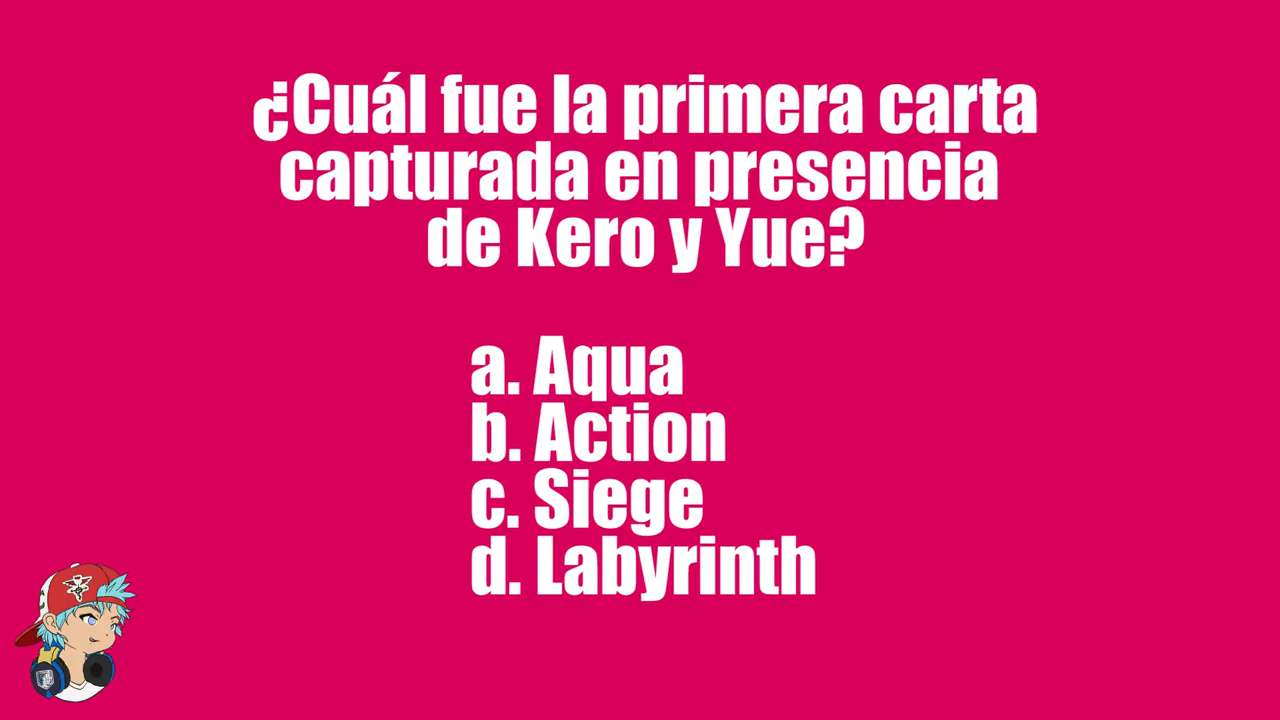 ¿Cuál fue la primera carta
capturada en presencia
de Kero y Yue?
a. Aqua
b. Action
c. Siege
d. Labyrinth